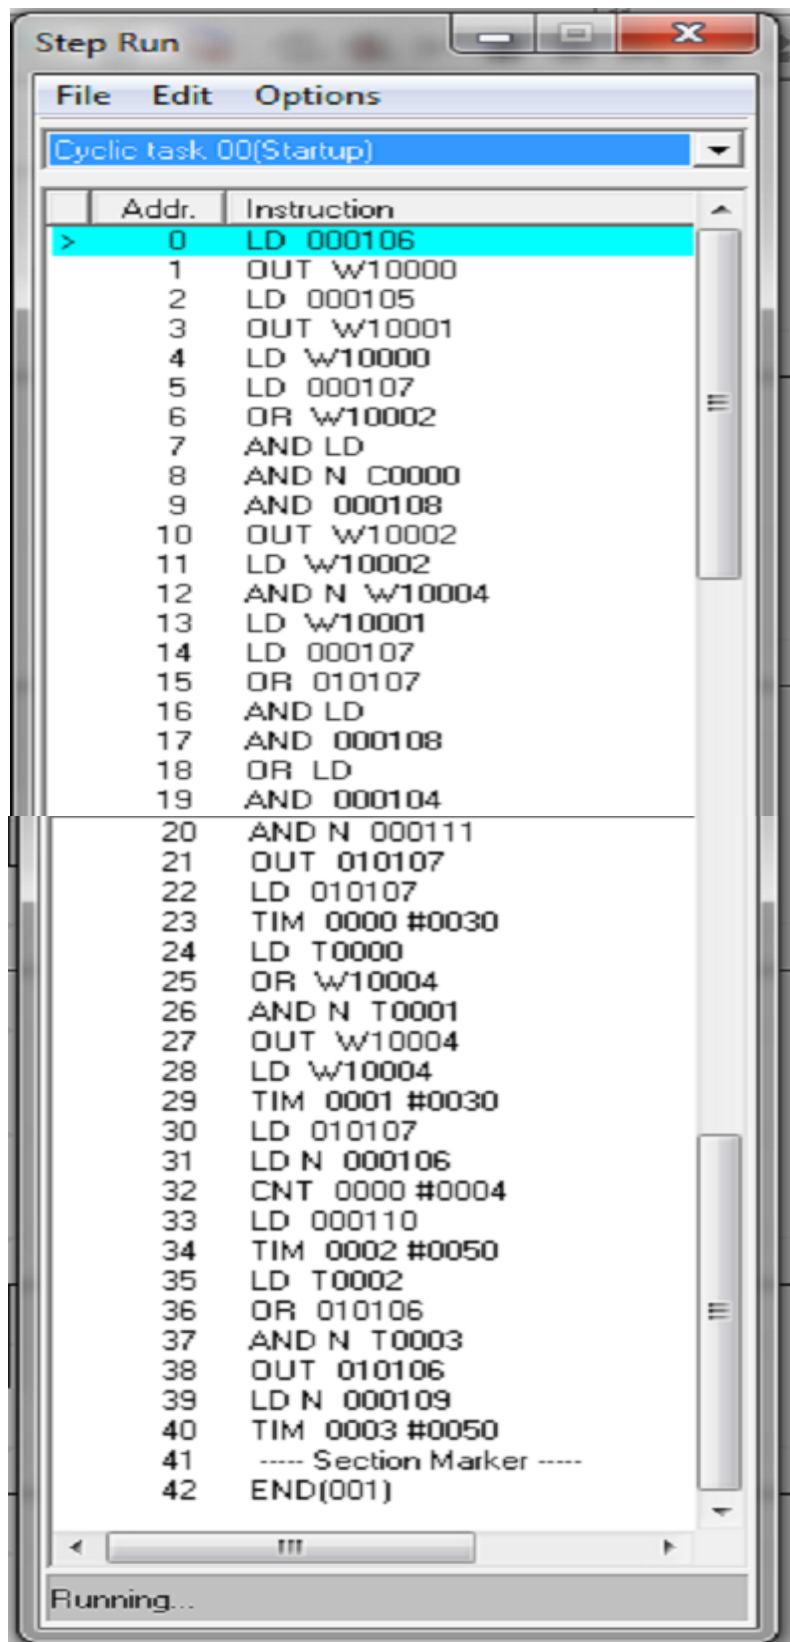 Step Run
File Edit Options
Cyclic task 00(Startup)
Addr. Instruction
> 0 LD 000106
1 OUT W10000
2 LD 000105
3 OUT W10001
4 LD W10000
5 LD 000107
6 OR W10002
7 AND LD
8 AND N C0000
9 AND 000108
10 OUT W10002
11 LD W10002
12 AND N W10004
13 LD W10001
14 LD 000107
15 OR 010107
16 AND LD
17 AND 000108
18 OR LD
19 AND 000104
20 AND N 000111
21 OUT 010107
22 LD 010107
23 TIM 0000 #0030
24 LD T0000
25 OR W10004
26 AND N T0001
27 OUT W10004
28 LD W10004
29 TIM 0001 #0030
30 LD 010107
31 LD N 000106
32 CNT 0000 #0004
33 LD 000110
34 TIM 0002 #0050
35 LD T0002
36 OR 010106
37 AND N T0003
38 OUT 010106
39 LD N 000109
40 TIM 0003 #0050
41 ----- Section Marker -----
42 END(001)
Running...